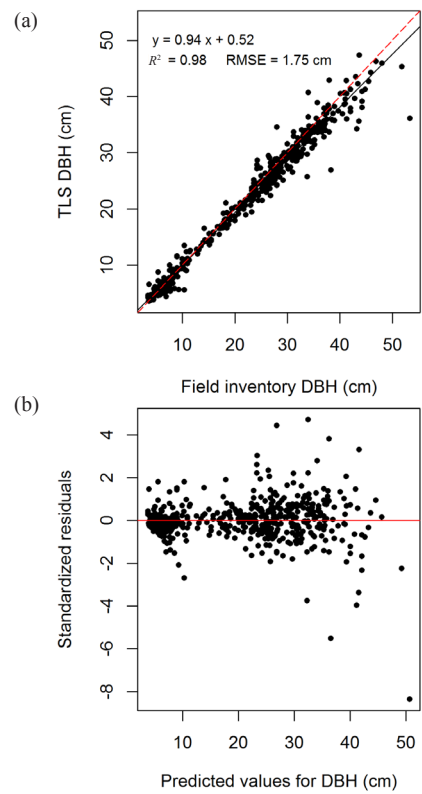 (a)
y = 0.94 x + 0.52
R² = 0.98 RMSE = 1.75 cm
50
40
30
20
10
TLS DBH (cm)
10 20 30 40 50
Field inventory DBH (cm)
(b)
4
2
0
-2
-4
-6
-8
Standardized residuals
10 20 30 40 50
Predicted values for DBH (cm)